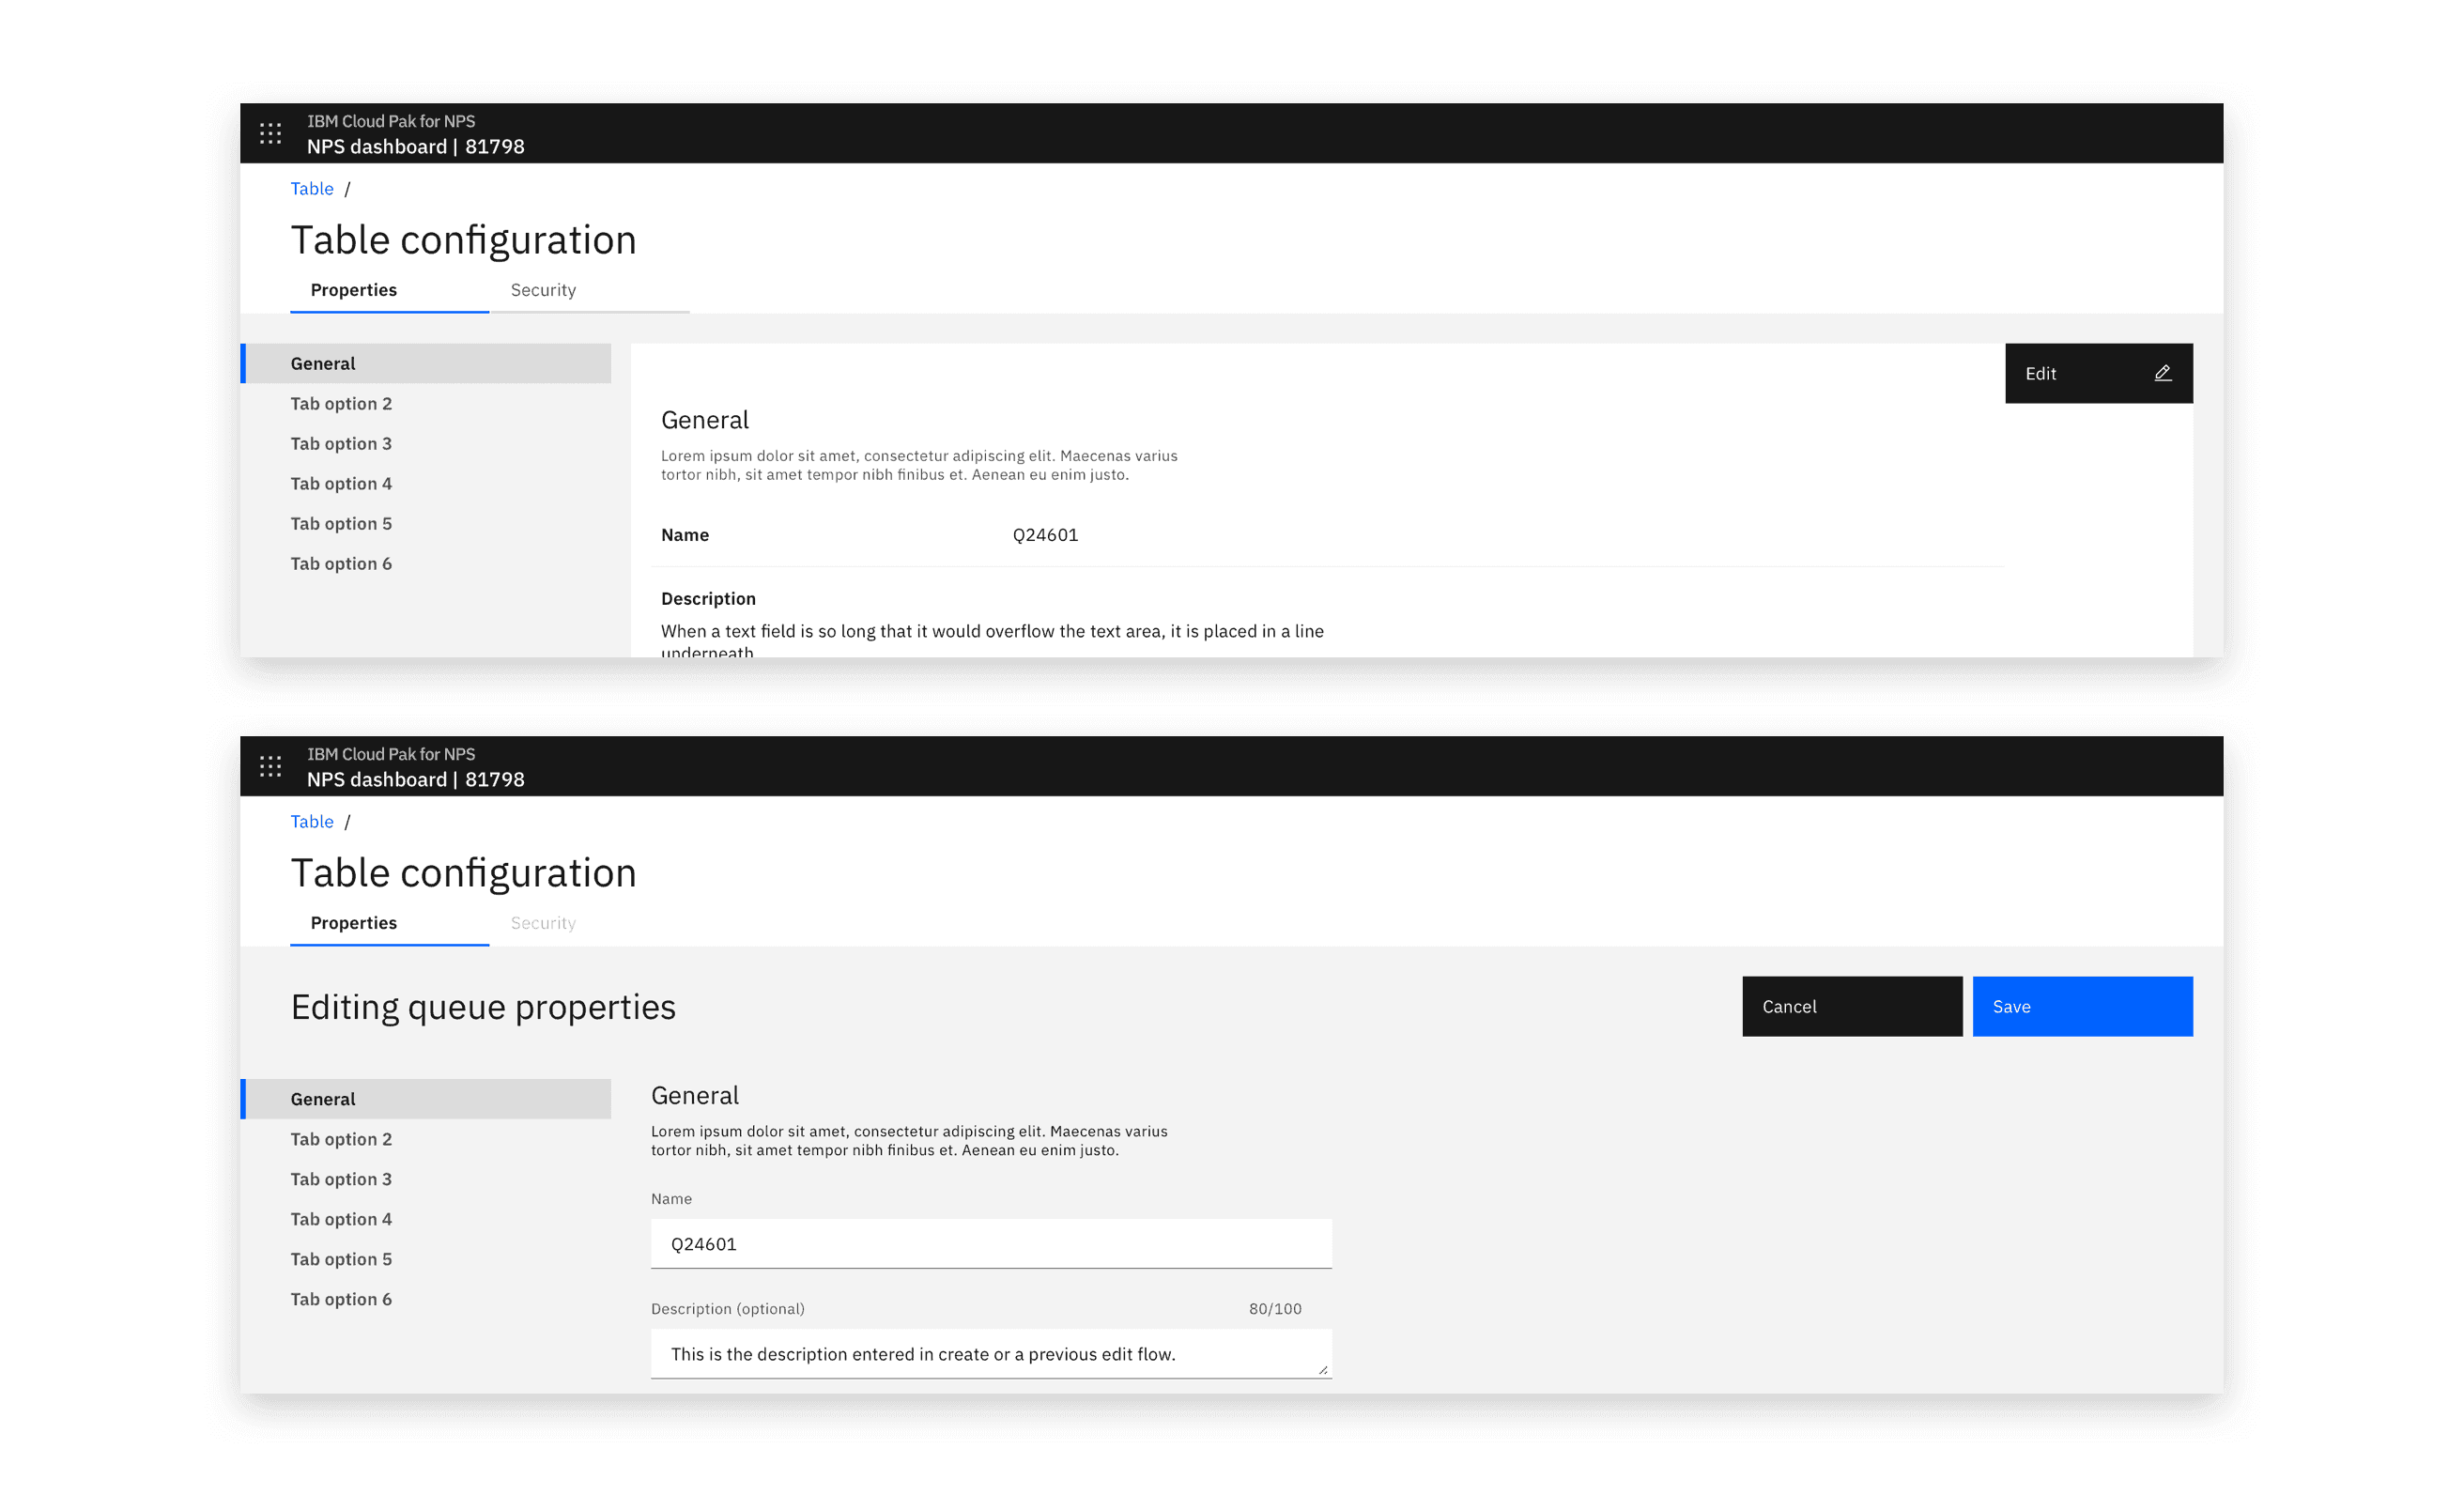 IBM Cloud Pak for NPS
NPS dashboard | 81798
Table /
Table configuration
Properties Security
General
Tab option 2
Tab option 3
Tab option 4
Tab option 5
Tab option 6
Edit
General
Lorem ipsum dolor sit amet, consectetur adipiscing elit. Maecenas varius
tortor nibh, sit amet tempor nibh finibus et. Aenean eu enim justo.
Name Q24601
Description
When a text field is so long that it would overflow the text area, it is placed in a line
underneath
IBM Cloud Pak for NPS
NPS dashboard | 81798
Table /
Table configuration
Properties Security
Editing queue properties
Cancel Save
General
Tab option 2
Tab option 3
Tab option 4
Tab option 5
Tab option 6
General
Lorem ipsum dolor sit amet, consectetur adipiscing elit. Maecenas varius
tortor nibh, sit amet tempor nibh finibus et. Aenean eu enim justo.
Name
Q24601
Description (optional) 80/100
This is the description entered in create or a previous edit flow.